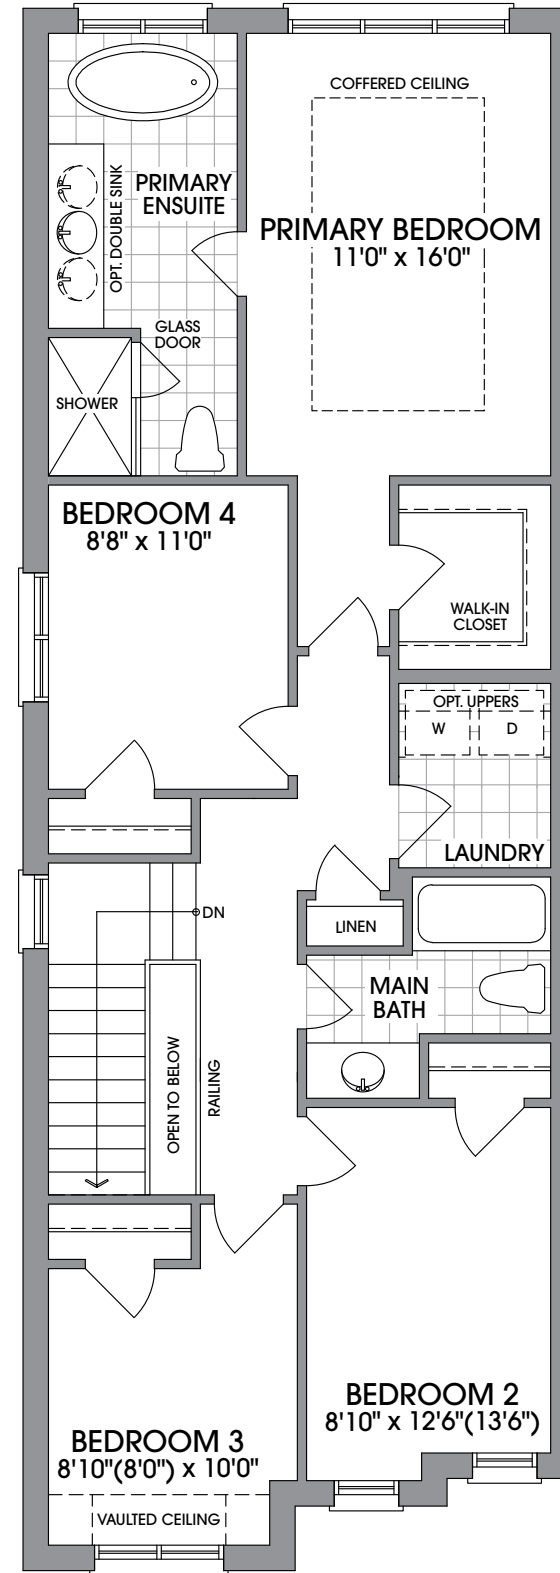 COFFERED CEILING
OPT. DOUBLE SINK
PRIMARY
ENSUITE
PRIMARY BEDROOM
11'0" x 16'0"
GLASS
DOOR
SHOWER
BEDROOM 4
8'8" x 11'0"
WALK-IN
CLOSET
OPT. UPPERS
W
D
LAUNDRY
DN
LINEN
MAIN
BATH
OPEN TO BELOW
RAILING
BEDROOM 2
8'10" x 12'6"(13'6")
BEDROOM 3
8'10"(8'0") x 10'0"
VAULTED CEILING